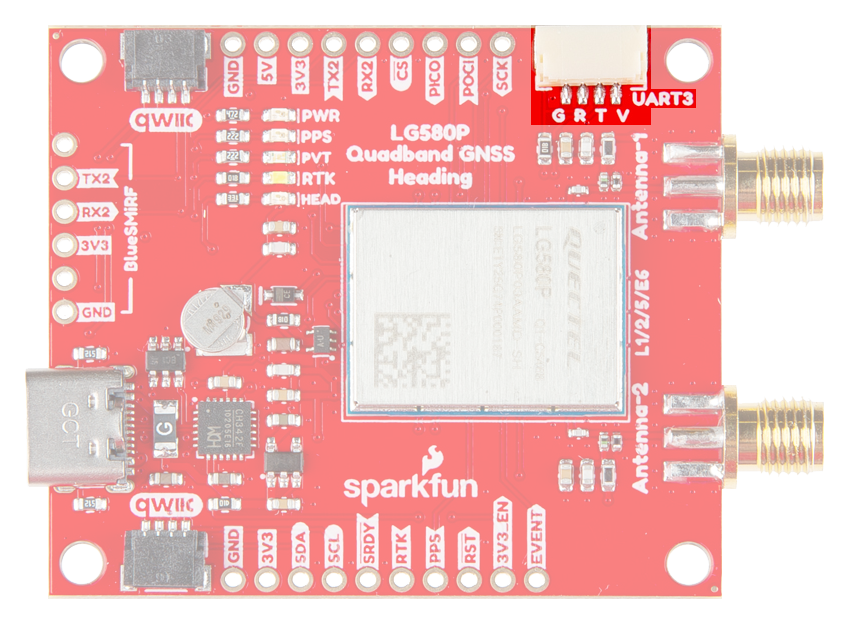 GND
5V
3V3
TX2
RX2
CS
PICO
POCI
SCK
UART3
G R T V
qwiic
PWR
PPS
PVT
RTK
HEAD
LG580P
Quadband GNSS
Heading
Antenna-1
TX2
RX2
3V3
GND
BlueSMiRF
QUECTEL
LG580P
L1/2/5/E6
Antenna-2
GCT
G
sparkfun
qwiic
GND
3V3
SDA
SCL
SRDY
RTK
PPS
RST
3V3_EN
EVENT